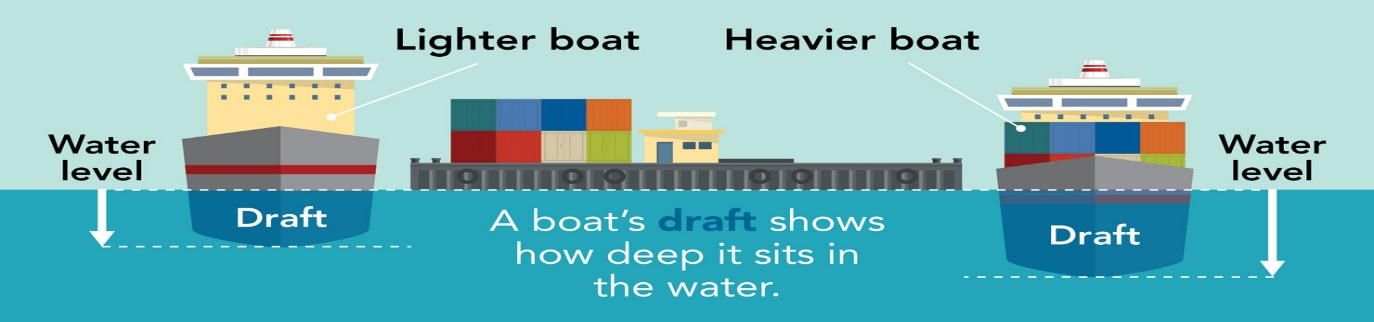 Lighter boat
Heavier boat
Water
level
Water
level
Draft
A boat's draft shows
how deep it sits in
the water.
Draft